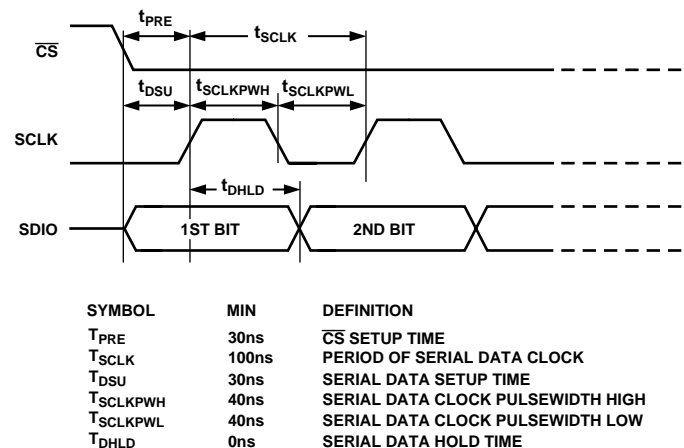 tPRE
tSCLK
CS
tDSU
tSCLKPWH
tSCLKPWL
SCLK
tDHLD
SDIO
1ST BIT
2ND BIT
SYMBOL MIN DEFINITION
TPRE 30ns CS SETUP TIME
TSCLK 100ns PERIOD OF SERIAL DATA CLOCK
TDSU 30ns SERIAL DATA SETUP TIME
TSCLKPWH 40ns SERIAL DATA CLOCK PULSEWIDTH HIGH
TSCLKPWL 40ns SERIAL DATA CLOCK PULSEWIDTH LOW
TDHLD 0ns SERIAL DATA HOLD TIME